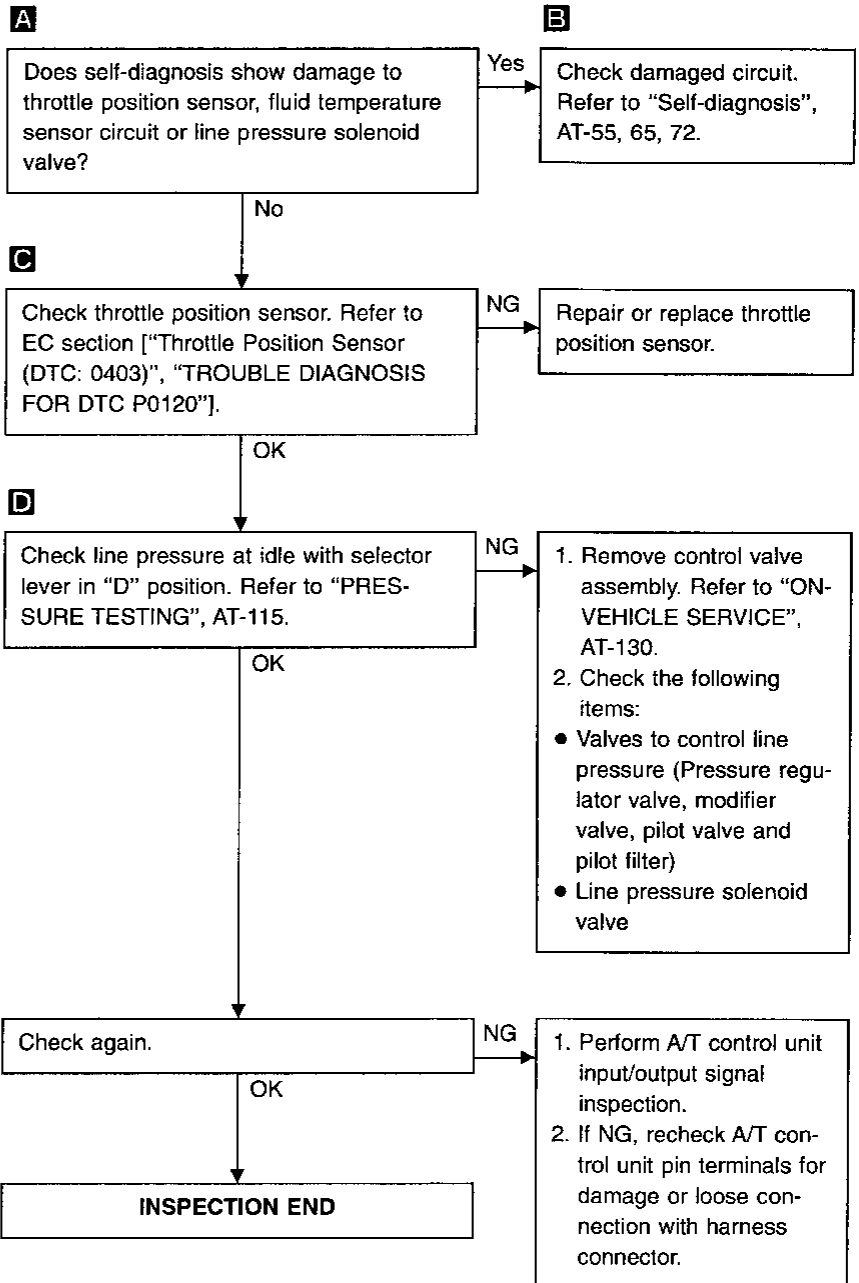 A
B
Does self-diagnosis show damage to
throttle position sensor, fluid temperature
sensor circuit or line pressure solenoid
valve?
Yes
Check damaged circuit.
Refer to “Self-diagnosis”,
AT-55, 65, 72.
No
C
Check throttle position sensor. Refer to
EC section [“Throttle Position Sensor
(DTC: 0403)”, “TROUBLE DIAGNOSIS
FOR DTC P0120”].
NG
Repair or replace throttle
position sensor.
OK
D
Check line pressure at idle with selector
lever in “D” position. Refer to “PRES-
SURE TESTING”, AT-115.
NG
1. Remove control valve
assembly. Refer to “ON-
VEHICLE SERVICE”,
AT-130.
2. Check the following
items:
● Valves to control line
pressure (Pressure regu-
lator valve, modifier
valve, pilot valve and
pilot filter)
● Line pressure solenoid
valve
OK
Check again.
NG
1. Perform A/T control unit
input/output signal
inspection.
2. If NG, recheck A/T con-
trol unit pin terminals for
damage or loose con-
nection with harness
connector.
OK
INSPECTION END